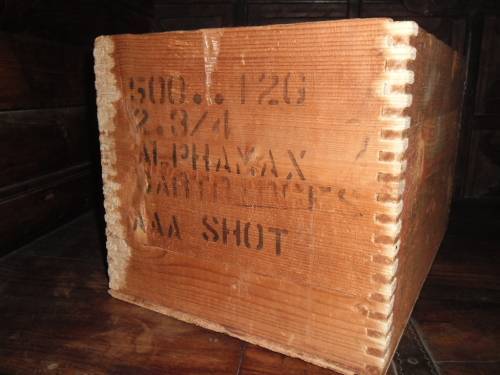 500..12G
2.3/4
ALPHAMAX
CARTRIDGES
AAA SHOT